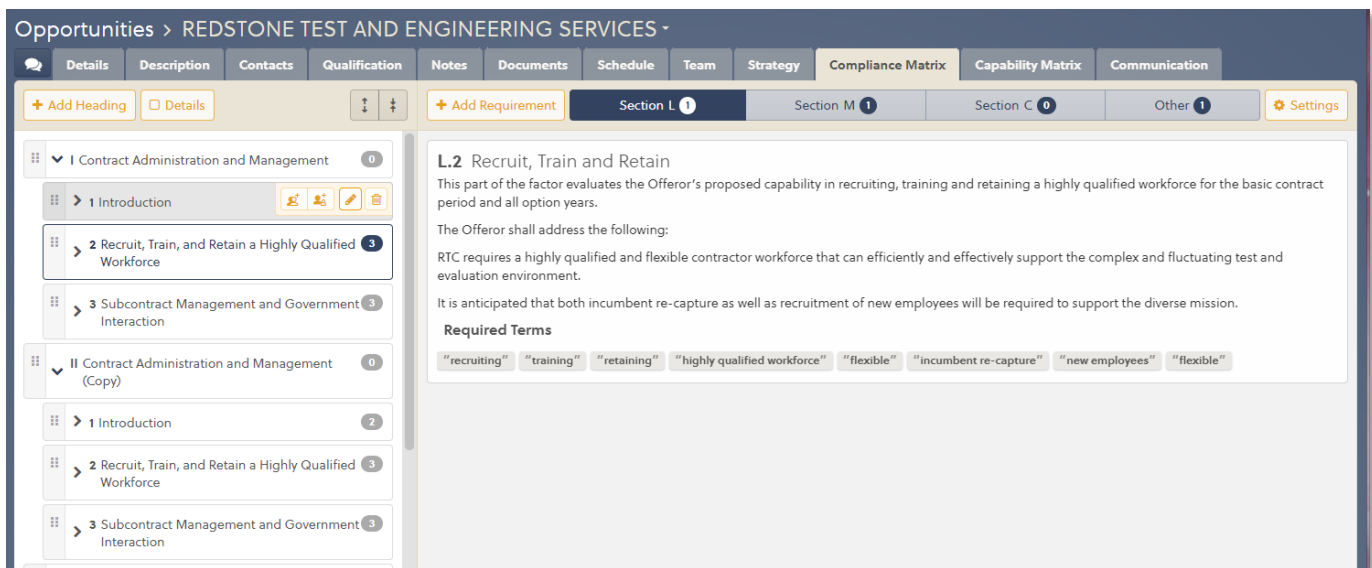 Opportunities > REDSTONE TEST AND ENGINEERING SERVICES
Details Description Contacts Qualification Notes Documents Schedule Team Strategy Compliance Matrix Capability Matrix Communication
+ Add Heading Details
+ Add Requirement Section L 1 Section M 1 Section C 0 Other 1 Settings
I Contract Administration and Management 0
1 Introduction
2 Recruit, Train, and Retain a Highly Qualified 3
Workforce
3 Subcontract Management and Government 3
Interaction
II Contract Administration and Management 0
(Copy)
1 Introduction 2
2 Recruit, Train, and Retain a Highly Qualified 3
Workforce
3 Subcontract Management and Government 3
Interaction
L.2 Recruit, Train and Retain
This part of the factor evaluates the Offeror's proposed capability in recruiting, training and retaining a highly qualified workforce for the basic contract
period and all option years.
The Offeror shall address the following:
RTC requires a highly qualified and flexible contractor workforce that can efficiently and effectively support the complex and fluctuating test and
evaluation environment.
It is anticipated that both incumbent re-capture as well as recruitment of new employees will be required to support the diverse mission.
Required Terms
"recruiting" "training" "retaining" "highly qualified workforce" "flexible" "incumbent re-capture" "new employees" "flexible"